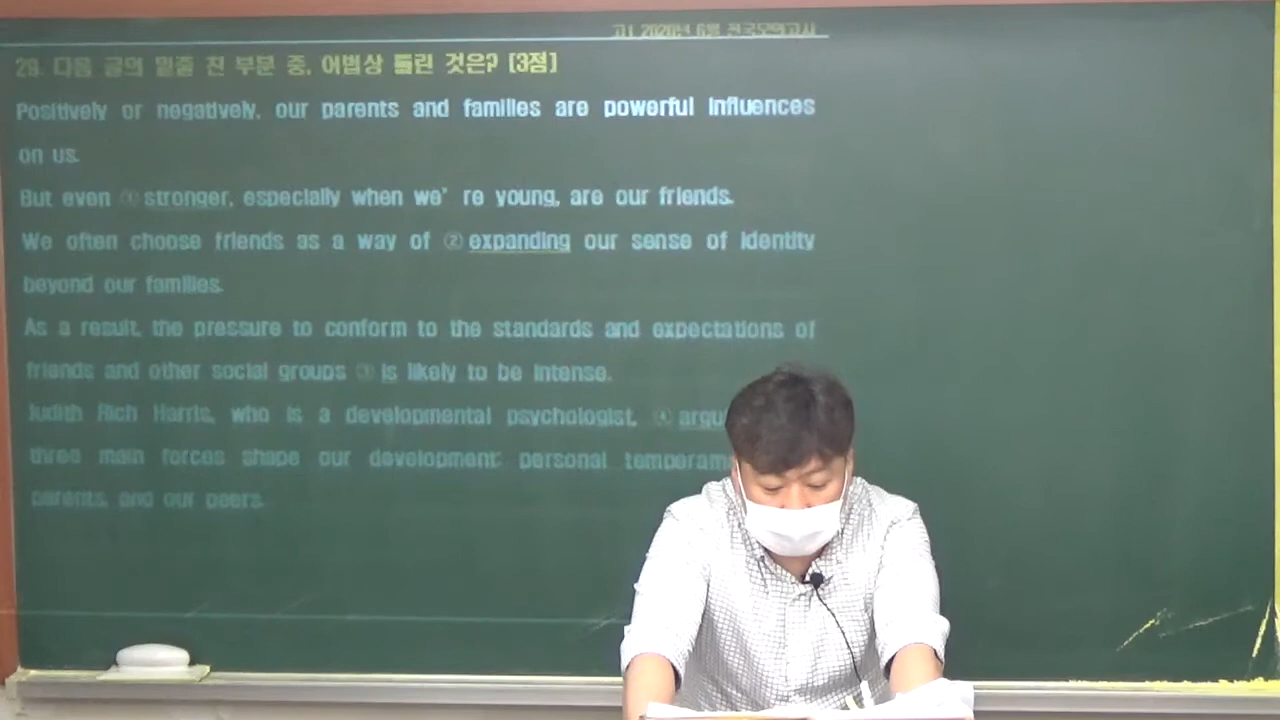 고1 2020년 6월 전국모의고사
29. 다음 글의 밑줄 친 부분 중, 어법상 틀린 것은? [3점]
Positively or negatively, our parents and families are powerful influences
on us.
But even ① stronger, especially when we’re young, are our friends.
We often choose friends as a way of ② expanding our sense of identity
beyond our families.
As a result, the pressure to conform to the standards and expectations of
friends and other social groups ③ is likely to be intense.
Judith Rich Harris, who is a developmental psychologist, ④
three main forces shape our development: personal
parents, and our peers.